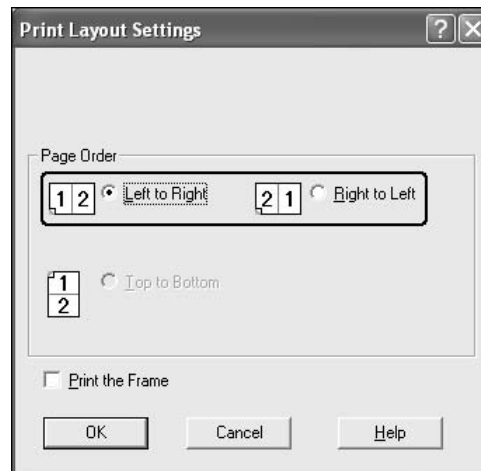 Print Layout Settings ? X
Page Order
1 2 Left to Right 2 1 Right to Left
1 Top to Bottom
2
Print the Frame
OK Cancel Help